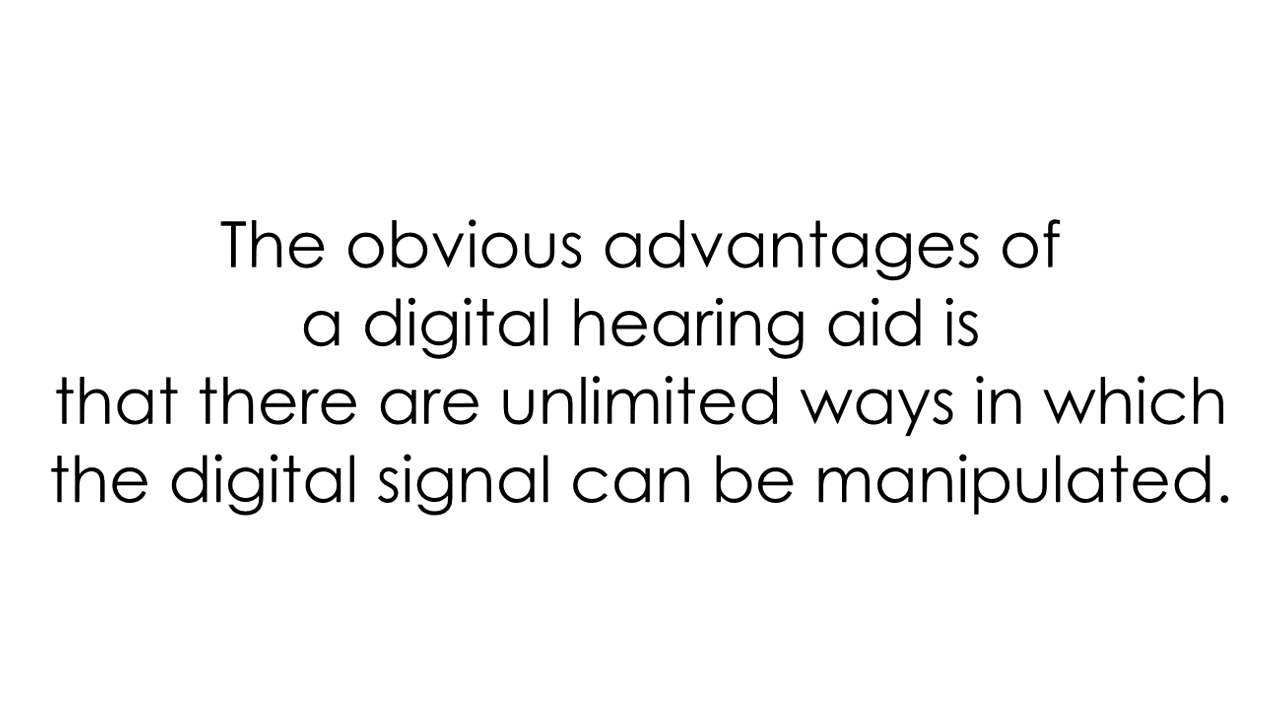 The obvious advantages of
a digital hearing aid is
that there are unlimited ways in which
the digital signal can be manipulated.